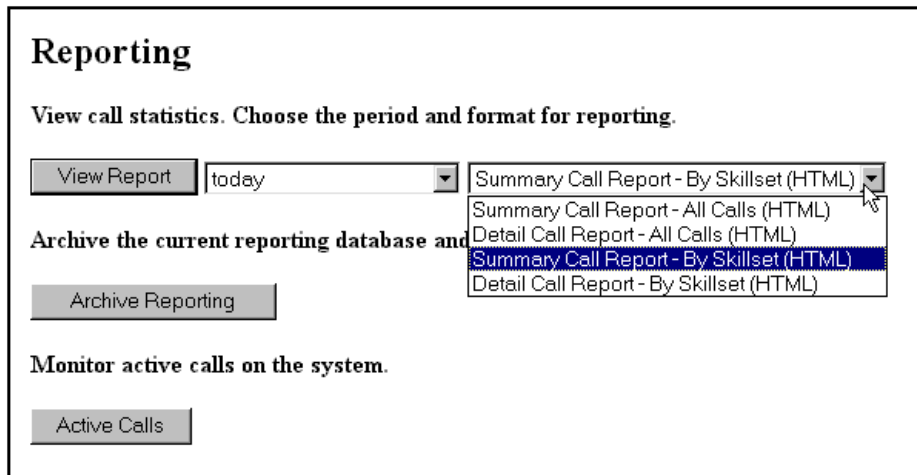 Reporting
View call statistics. Choose the period and format for reporting.
View Report today Summary Call Report - By Skillset (HTML)
Summary Call Report - All Calls (HTML)
Detail Call Report - All Calls (HTML)
Archive the current reporting database and
Summary Call Report - By Skillset (HTML)
Detail Call Report - By Skillset (HTML)
Archive Reporting
Monitor active calls on the system.
Active Calls